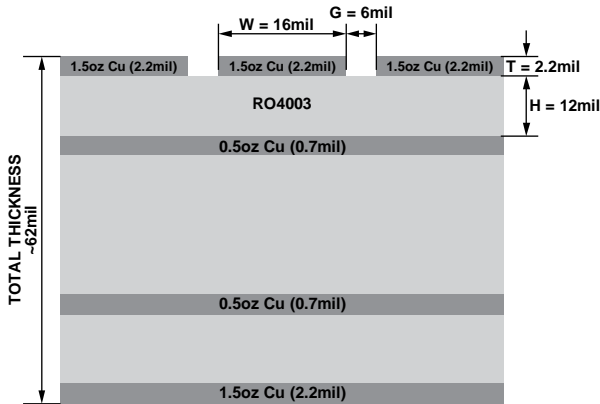 G = 6mil
W = 16mil
1.5oz Cu (2.2mil)
1.5oz Cu (2.2mil)
1.5oz Cu (2.2mil)
T = 2.2mil
RO4003
H = 12mil
0.5oz Cu (0.7mil)
TOTAL THICKNESS
~62mil
0.5oz Cu (0.7mil)
1.5oz Cu (2.2mil)